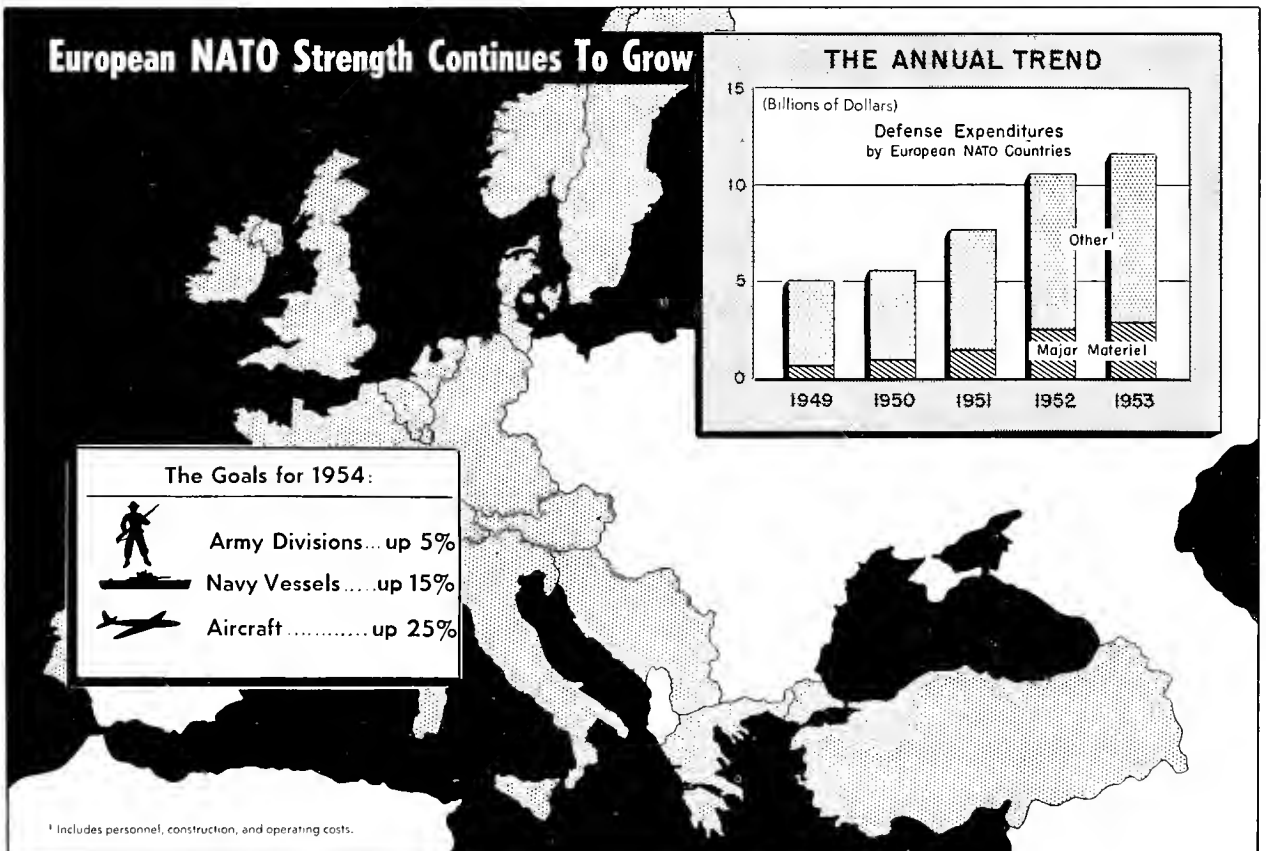 European NATO Strength Continues To Grow
THE ANNUAL TREND
15
(Billions of Dollars)
Defense Expenditures
by European NATO Countries
10
Other¹
5
Major Materiel
0
1949 1950 1951 1952 1953
The Goals for 1954:
Army Divisions... up 5%
Navy Vessels..... up 15%
Aircraft............ up 25%
¹ Includes personnel, construction, and operating costs.